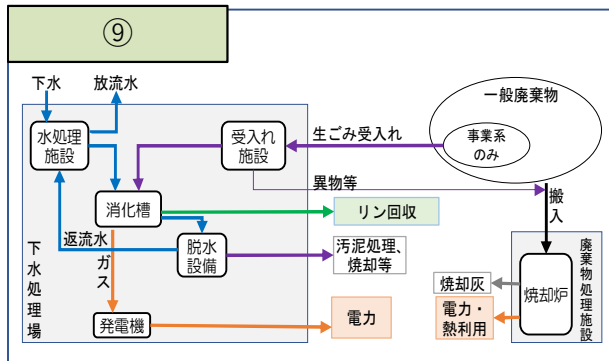 ⑨
下水
放流水
一般廃棄物
水処理
施設
受入れ
施設
生ごみ受入れ
事業系
のみ
異物等
搬入
消化槽
リン回収
返流水
脱水
設備
汚泥処理、
焼却等
ガス
下水処理場
発電機
電力
焼却灰
電力・
熱利用
焼却炉
廃棄物処理施設